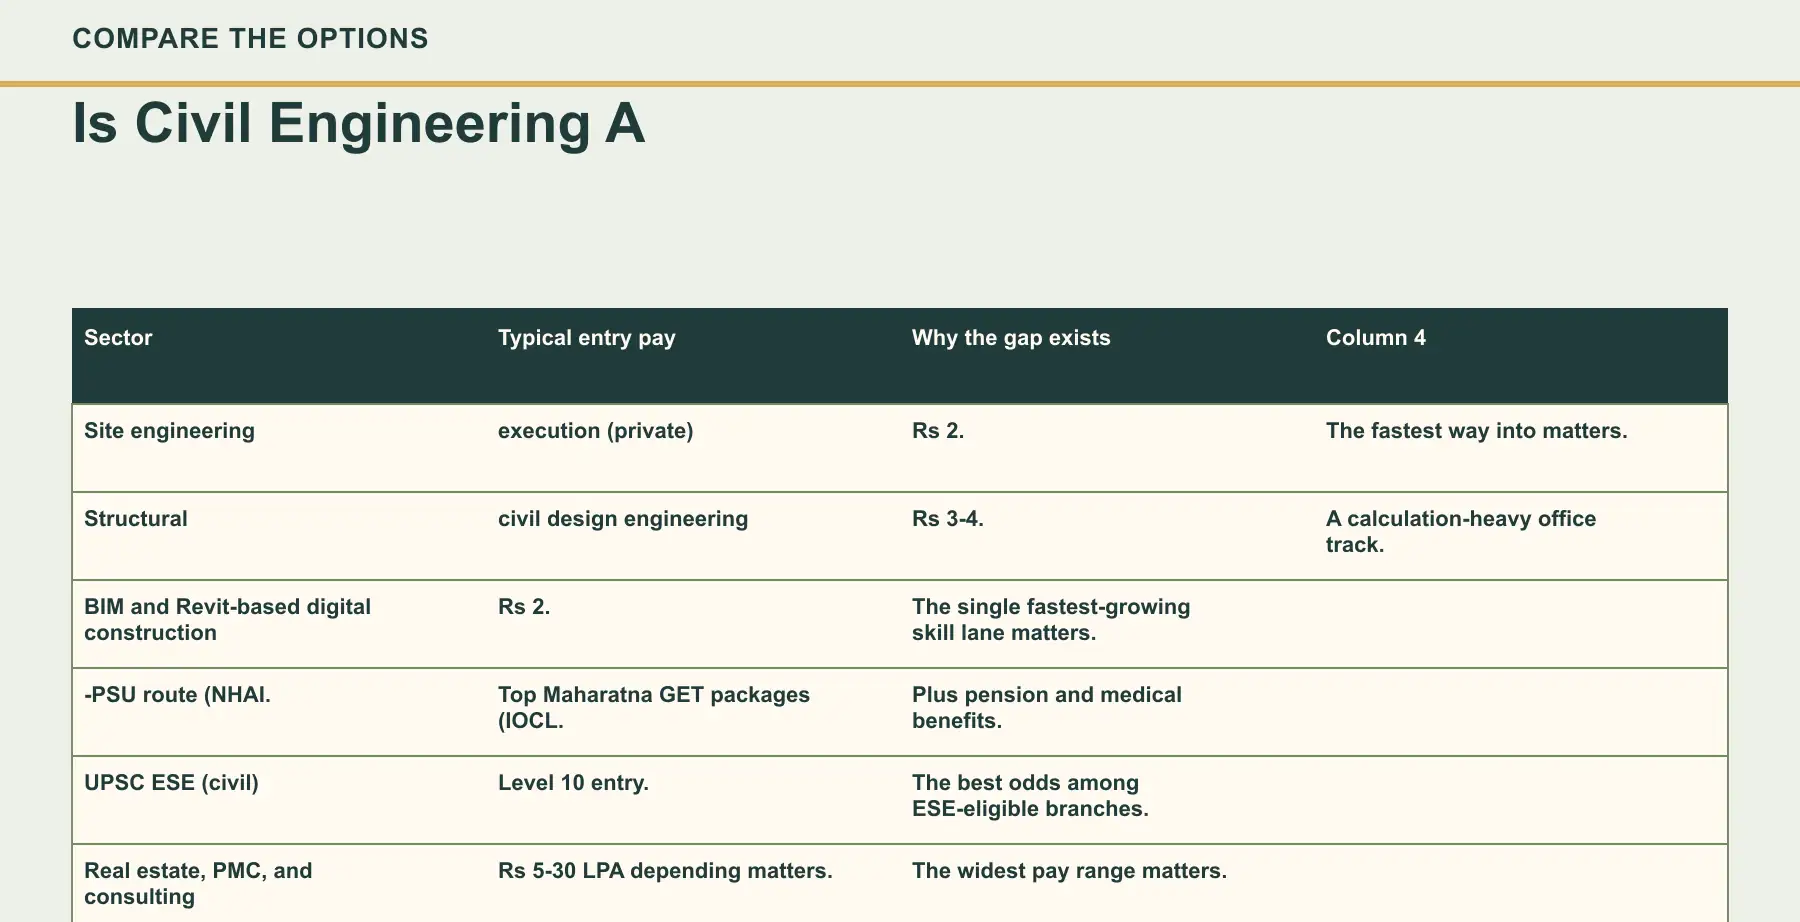 COMPARE THE OPTIONS
Is Civil Engineering A
Sector Typical entry pay Why the gap exists Column 4
Site engineering execution (private) Rs 2. The fastest way into matters.
Structural civil design engineering Rs 3-4. A calculation-heavy office
track.
BIM and Revit-based digital Rs 2. The single fastest-growing
construction skill lane matters.
-PSU route (NHAI. Top Maharatna GET packages Plus pension and medical
(IOCL. benefits.
UPSC ESE (civil) Level 10 entry. The best odds among
ESE-eligible branches.
Real estate, PMC, and Rs 5-30 LPA depending matters. The widest pay range matters.
consulting